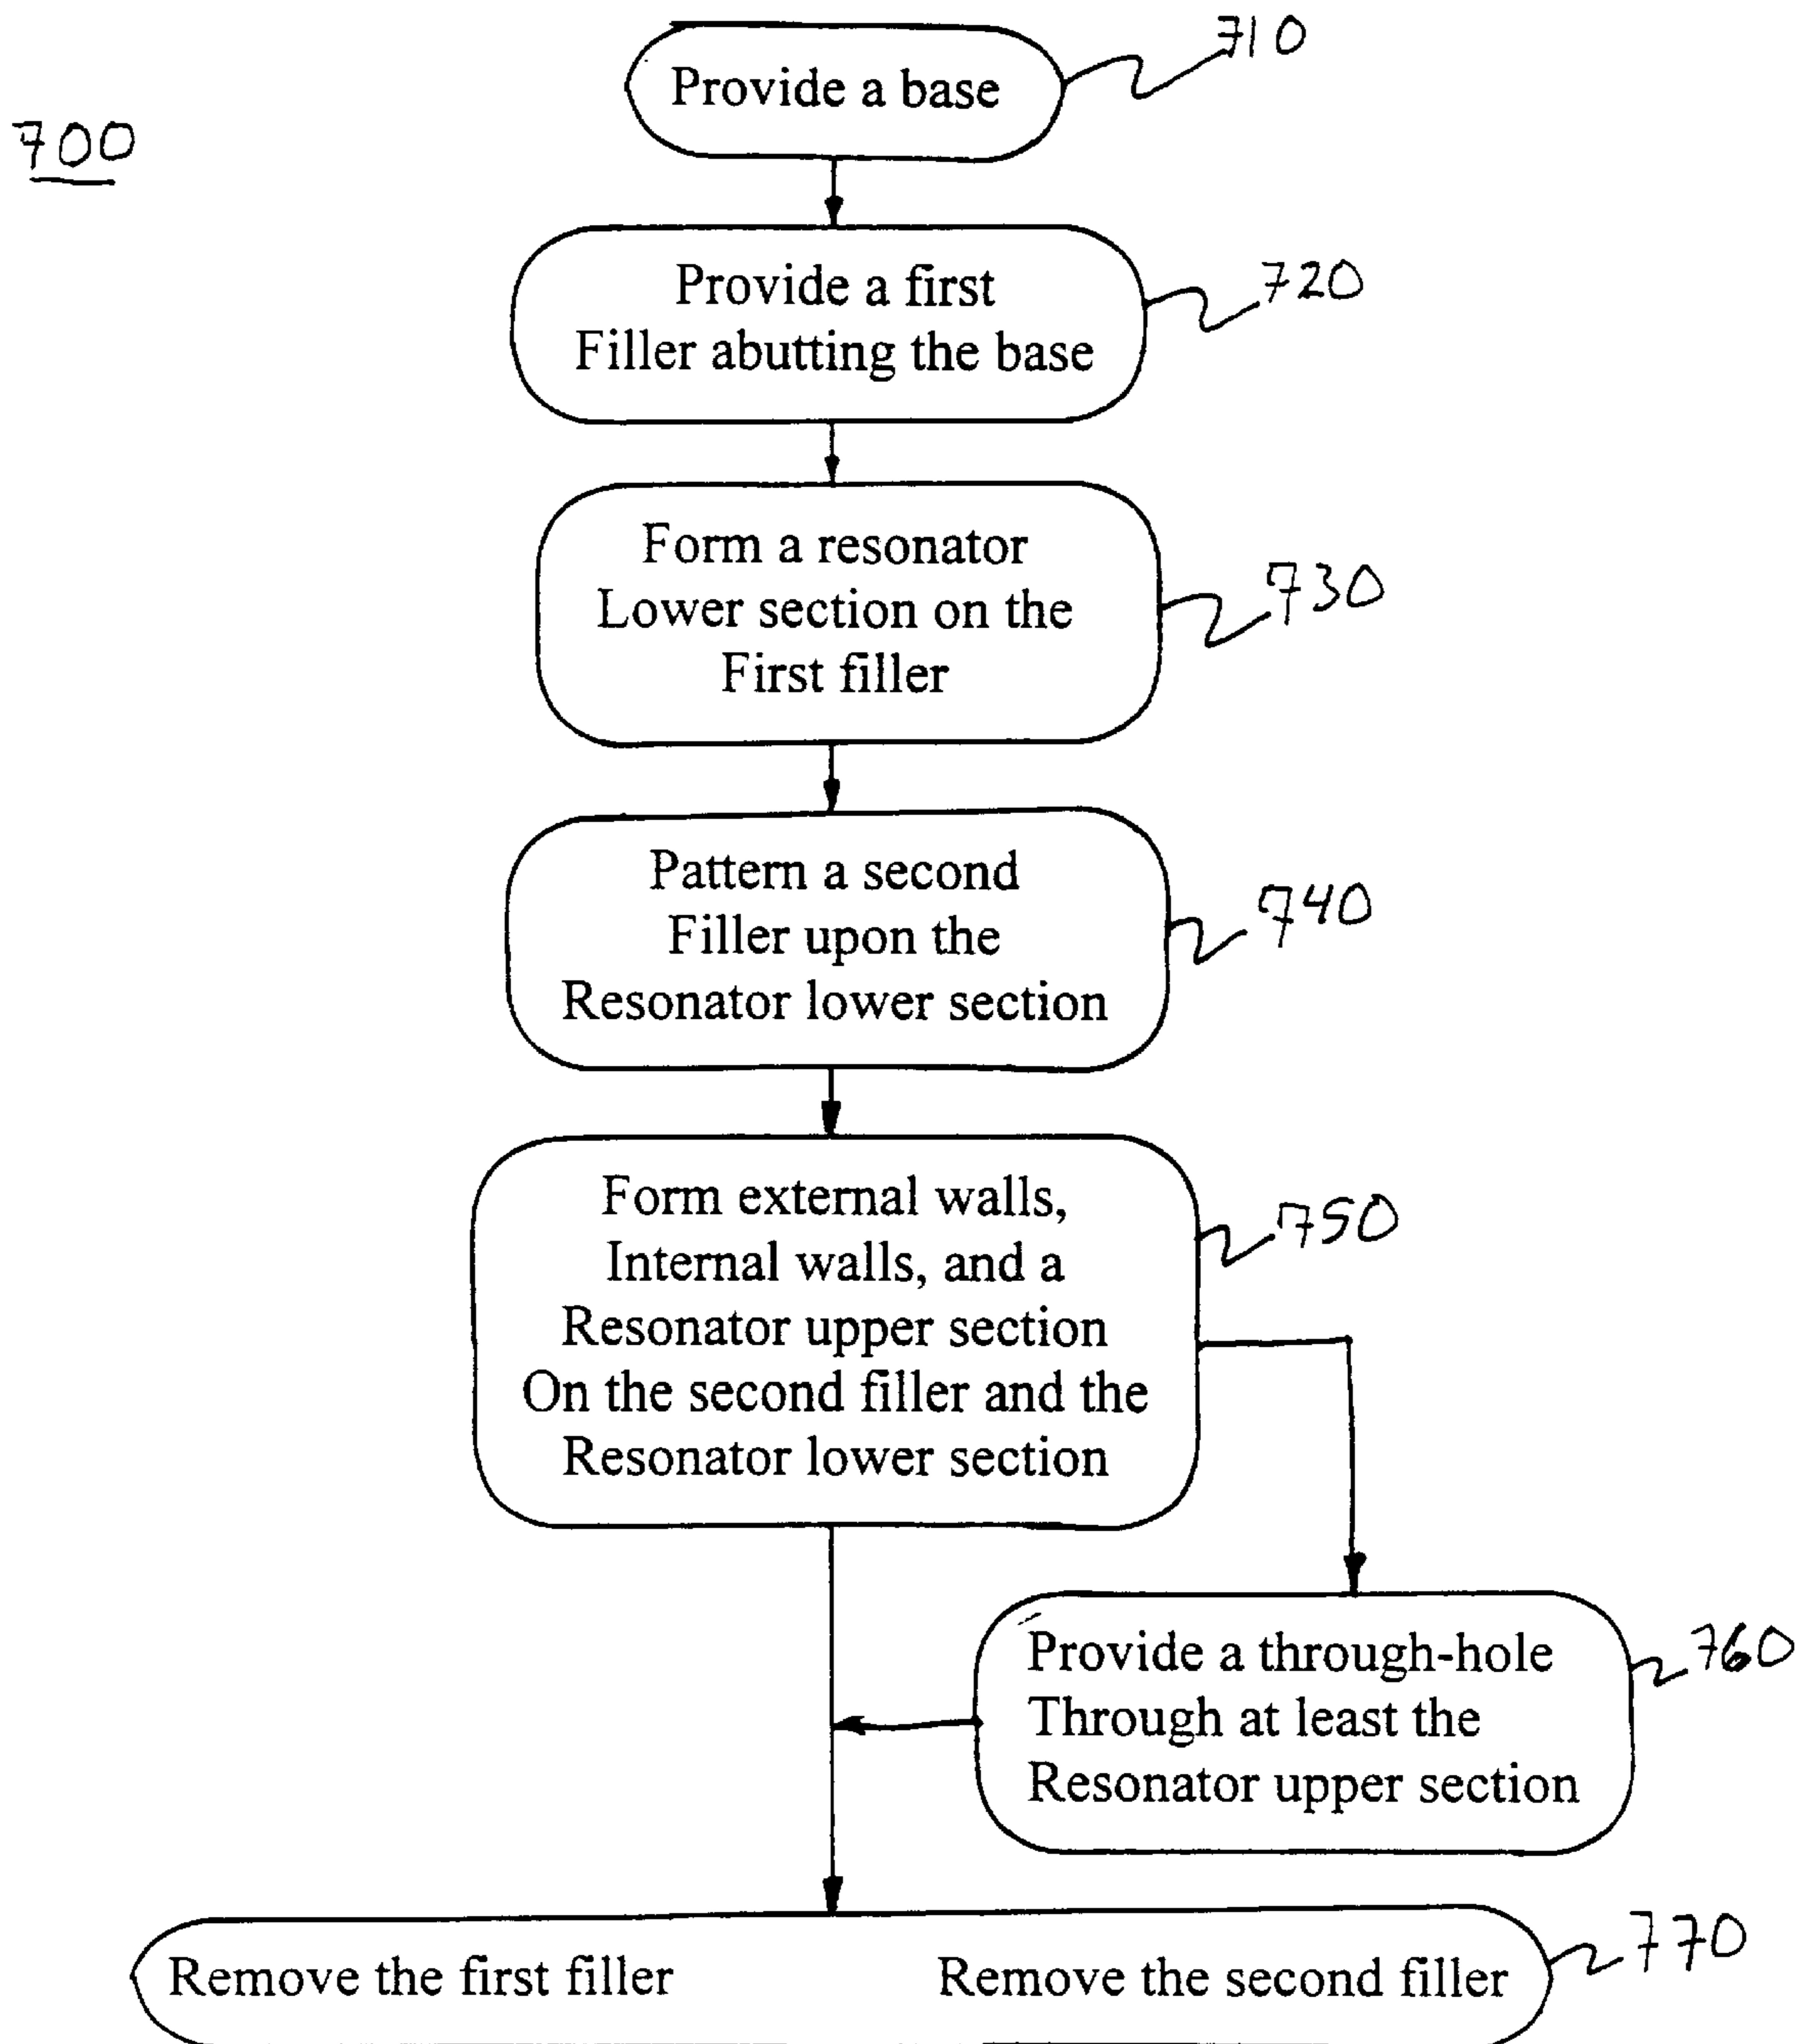 710
Provide a base
700
Provide a first
Filler abutting the base
720
Form a resonator
Lower section on the
First filler
730
Pattern a second
Filler upon the
Resonator lower section
740
Form external walls,
Internal walls, and a
Resonator upper section
On the second filler and the
Resonator lower section
750
Provide a through-hole
Through at least the
Resonator upper section
760
Remove the first filler
Remove the second filler
770